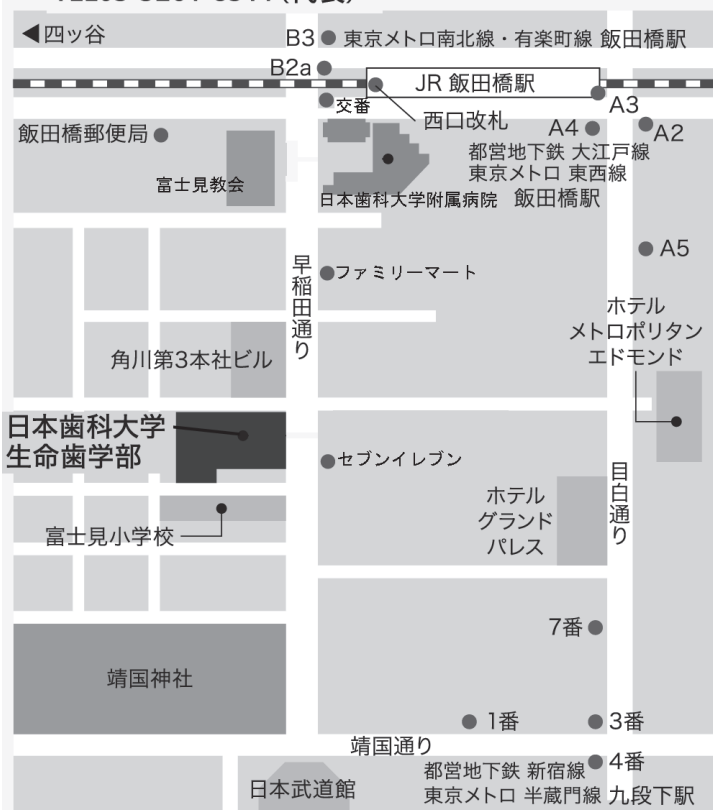 ◀四ッ谷
B3 東京メトロ南北線・有楽町線 飯田橋駅
B2a
JR 飯田橋駅
交番
A3
西口改札
飯田橋郵便局
A4
A2
都営地下鉄 大江戸線
東京メトロ 東西線
飯田橋駅
富士見教会
日本歯科大学附属病院
A5
早稲田通り
ファミリーマート
ホテル
メトロポリタン
エドモンド
角川第3本社ビル
日本歯科大学
生命歯学部
セブンイレブン
目白通り
ホテル
グランド
パレス
富士見小学校
7番
靖国神社
1番
3番
靖国通り
4番
都営地下鉄 新宿線
東京メトロ 半蔵門線 九段下駅
日本武道館